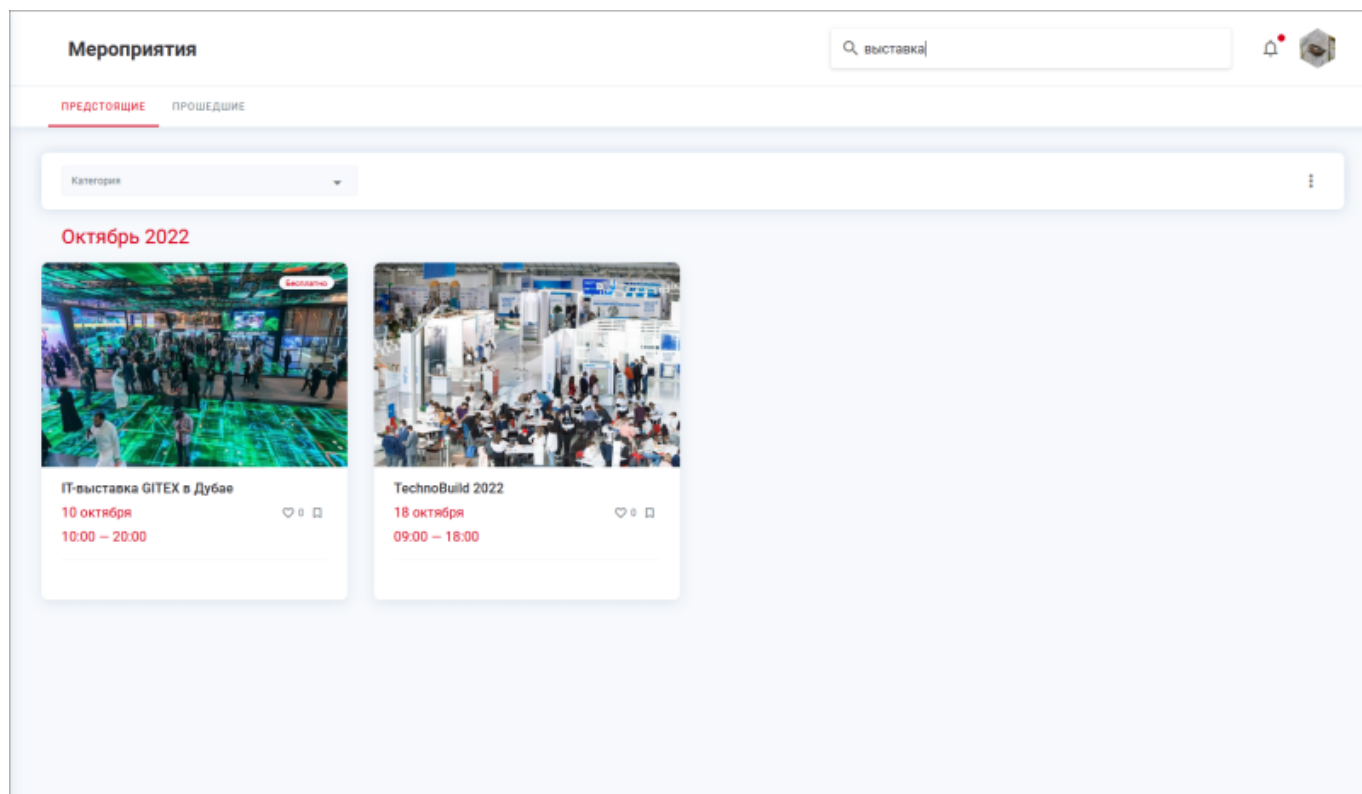 Мероприятия
выставка
ПРЕДСТОЯЩИЕ ПРОШЕДШИЕ
Категория
Октябрь 2022
Бесплатно
IT-выставка GITEX в Дубае
10 октября
0
10:00 — 20:00
TechnoBuild 2022
18 октября
0
09:00 — 18:00